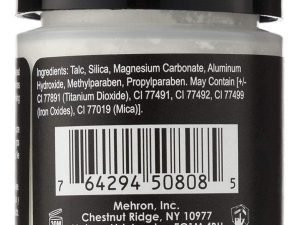 Ingredients: Talc, Silica, Magnesium Carbonate, Aluminum
Hydroxide, Methylparaben, Propylparaben. May Contain [+/-
CI 77891 (Titanium Dioxide), CI 77491, CI 77492, CI 77499
(Iron Oxides), CI 77019 (Mica)].
7 64294 50808 5
Mehron, Inc.
Chestnut Ridge, NY 10977